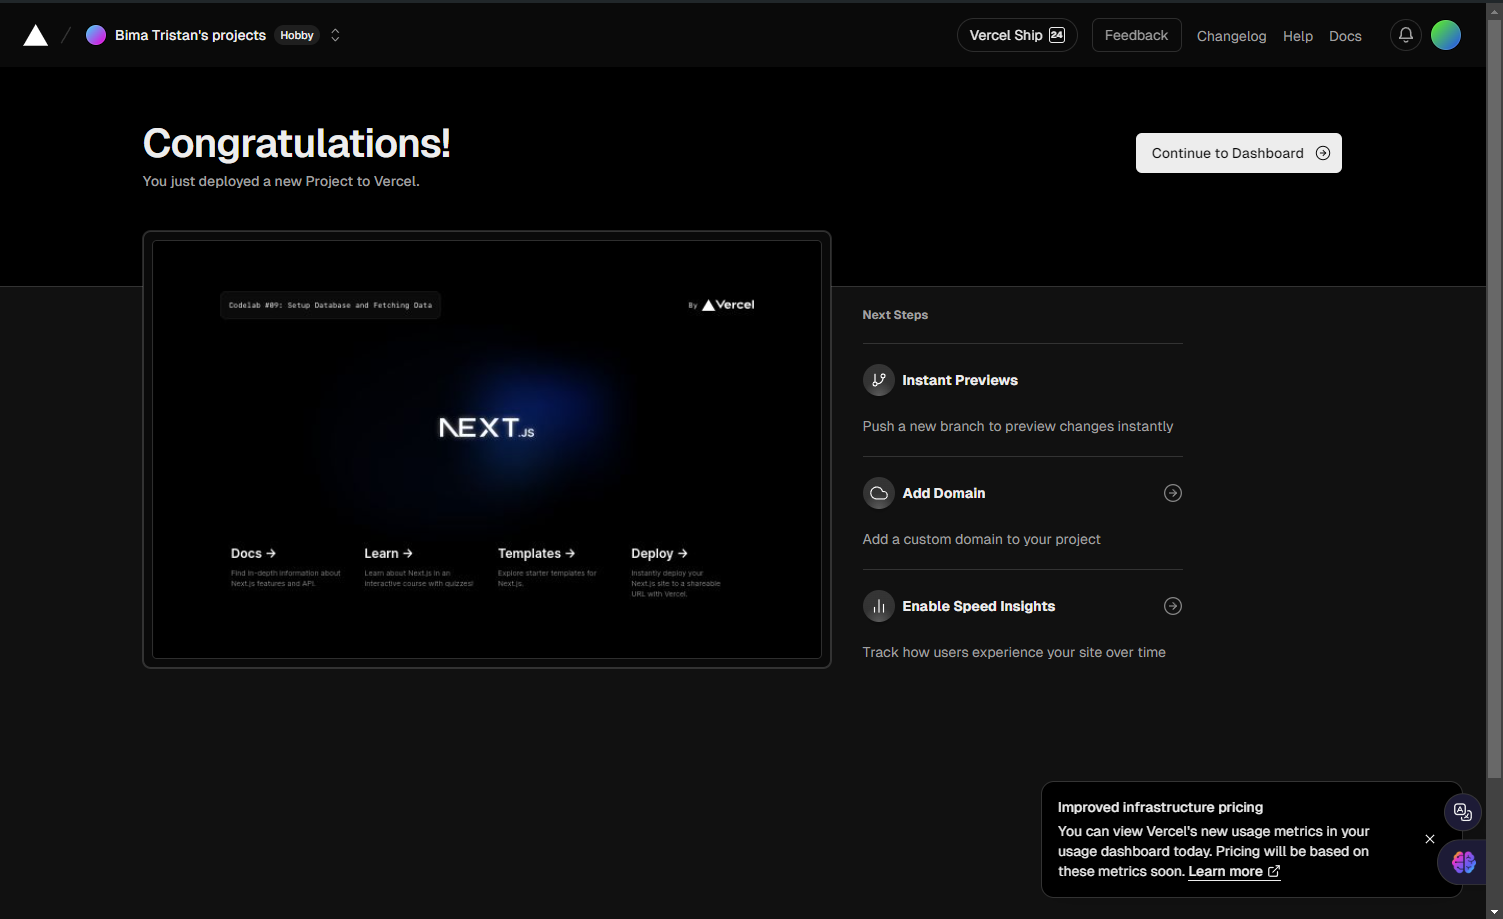 Bima Tristan's projects Hobby
Vercel Ship 24
Feedback
Changelog
Help
Docs
Congratulations!
You just deployed a new Project to Vercel.
Continue to Dashboard
Codelab #09: Setup Database and Fetching Data
By Vercel
NEXT.JS
Docs →
Find in-depth information about
Next.js features and API.
Learn →
Learn about Next.js in an
interactive course with quizzes!
Templates →
Explore starter templates for
Next.js.
Deploy →
Instantly deploy your
Next.js site to a shareable
URL with Vercel.
Next Steps
Instant Previews
Push a new branch to preview changes instantly
Add Domain
Add a custom domain to your project
Enable Speed Insights
Track how users experience your site over time
Improved infrastructure pricing
You can view Vercel's new usage metrics in your
usage dashboard today. Pricing will be based on
these metrics soon. Learn more